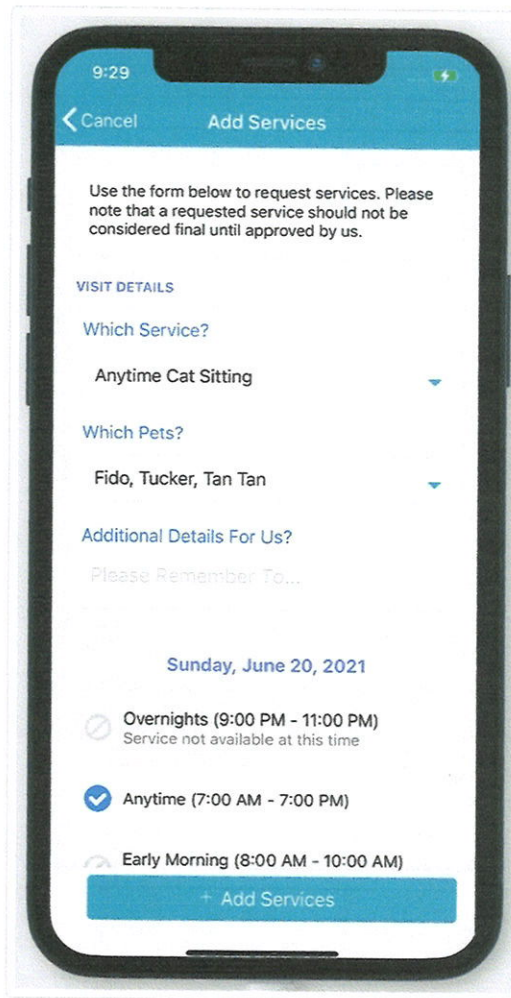 9:29
Cancel
Add Services
Use the form below to request services. Please
note that a requested service should not be
considered final until approved by us.
VISIT DETAILS
Which Service?
Anytime Cat Sitting
Which Pets?
Fido, Tucker, Tan Tan
Additional Details For Us?
Please Remember To...
Sunday, June 20, 2021
Overnights (9:00 PM - 11:00 PM)
Service not available at this time
Anytime (7:00 AM - 7:00 PM)
Early Morning (8:00 AM - 10:00 AM)
+ Add Services